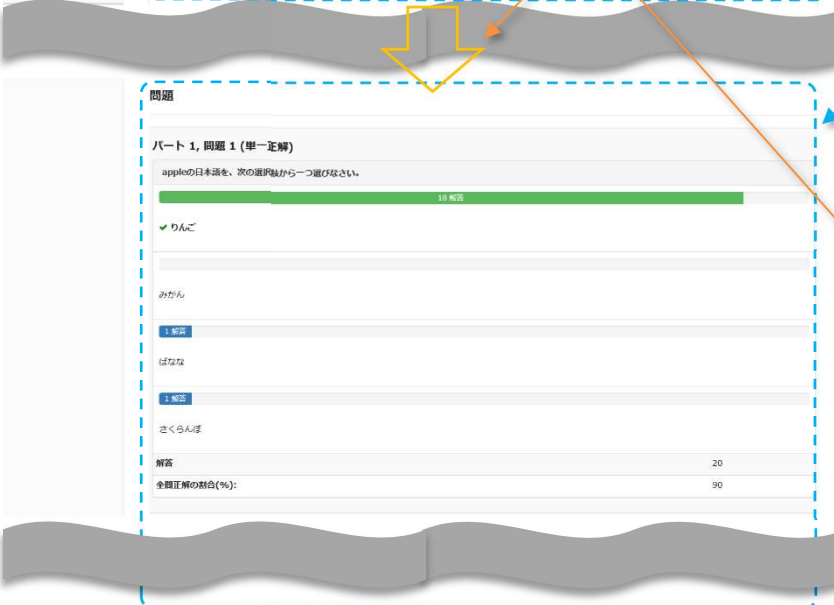 問題
パート 1, 問題 1 (単一正解)
appleの日本語を、次の選択肢から一つ選びなさい。
18 解答
りんご
みかん
1 解答
ばなな
1 解答
さくらんぼ
解答 20
全問正解の割合(%): 90